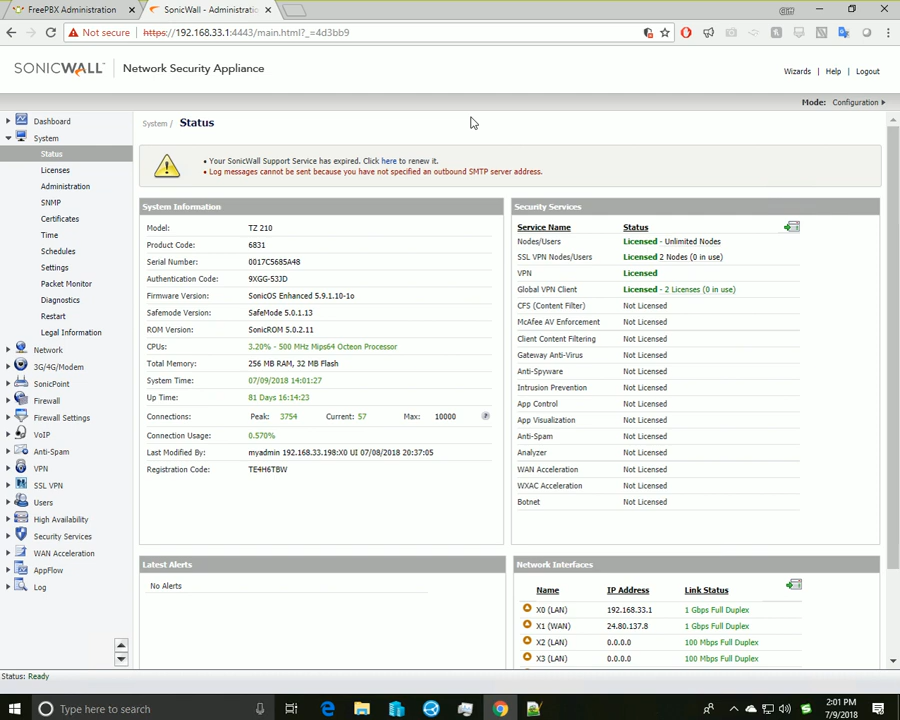 FreePBX Administration
SonicWall - Administratio
Not secure
https://192.168.33.1:4443/main.html?_=4d3bb9
SONICWALL
Network Security Appliance
Wizards | Help | Logout
Mode: Configuration
Dashboard
System
Status
Licenses
Administration
SNMP
Certificates
Time
Schedules
Settings
Packet Monitor
Diagnostics
Restart
Legal Information
Network
3G/4G/Modem
SonicPoint
Firewall
Firewall Settings
VoIP
Anti-Spam
VPN
SSL VPN
Users
High Availability
Security Services
WAN Acceleration
AppFlow
Log
System / Status
• Your SonicWall Support Service has expired. Click here to renew it.
• Log messages cannot be sent because you have not specified an outbound SMTP server address.
System Information
Model: TZ 210
Product Code: 6831
Serial Number: 0017C5685A48
Authentication Code: 9XGG-53JD
Firmware Version: SonicOS Enhanced 5.9.1.10-1o
Safemode Version: SafeMode 5.0.1.13
ROM Version: SonicROM 5.0.2.11
CPUs: 3.20% - 500 MHz Mips64 Octeon Processor
Total Memory: 256 MB RAM, 32 MB Flash
System Time: 07/09/2018 14:01:27
Up Time: 81 Days 16:14:23
Connections: Peak: 3754 Current: 57 Max: 10000
Connection Usage: 0.570%
Last Modified By: myadmin 192.168.33.198:X0 UI 07/08/2018 20:37:05
Registration Code: TE4H6TBW
Security Services
Service Name Status
Nodes/Users Licensed - Unlimited Nodes
SSL VPN Nodes/Users Licensed 2 Nodes (0 in use)
VPN Licensed
Global VPN Client Licensed - 2 Licenses (0 in use)
CFS (Content Filter) Not Licensed
McAfee AV Enforcement Not Licensed
Client Content Filtering Not Licensed
Gateway Anti-Virus Not Licensed
Anti-Spyware Not Licensed
Intrusion Prevention Not Licensed
App Control Not Licensed
App Visualization Not Licensed
Anti-Spam Not Licensed
Analyzer Not Licensed
WAN Acceleration Not Licensed
WXAC Acceleration Not Licensed
Botnet Not Licensed
Latest Alerts
No Alerts
Network Interfaces
Name IP Address Link Status
X0 (LAN) 192.168.33.1 1 Gbps Full Duplex
X1 (WAN) 24.80.137.8 1 Gbps Full Duplex
X2 (LAN) 0.0.0.0 100 Mbps Full Duplex
X3 (LAN) 0.0.0.0 100 Mbps Full Duplex
Status: Ready
Type here to search
2:01 PM
7/9/2018